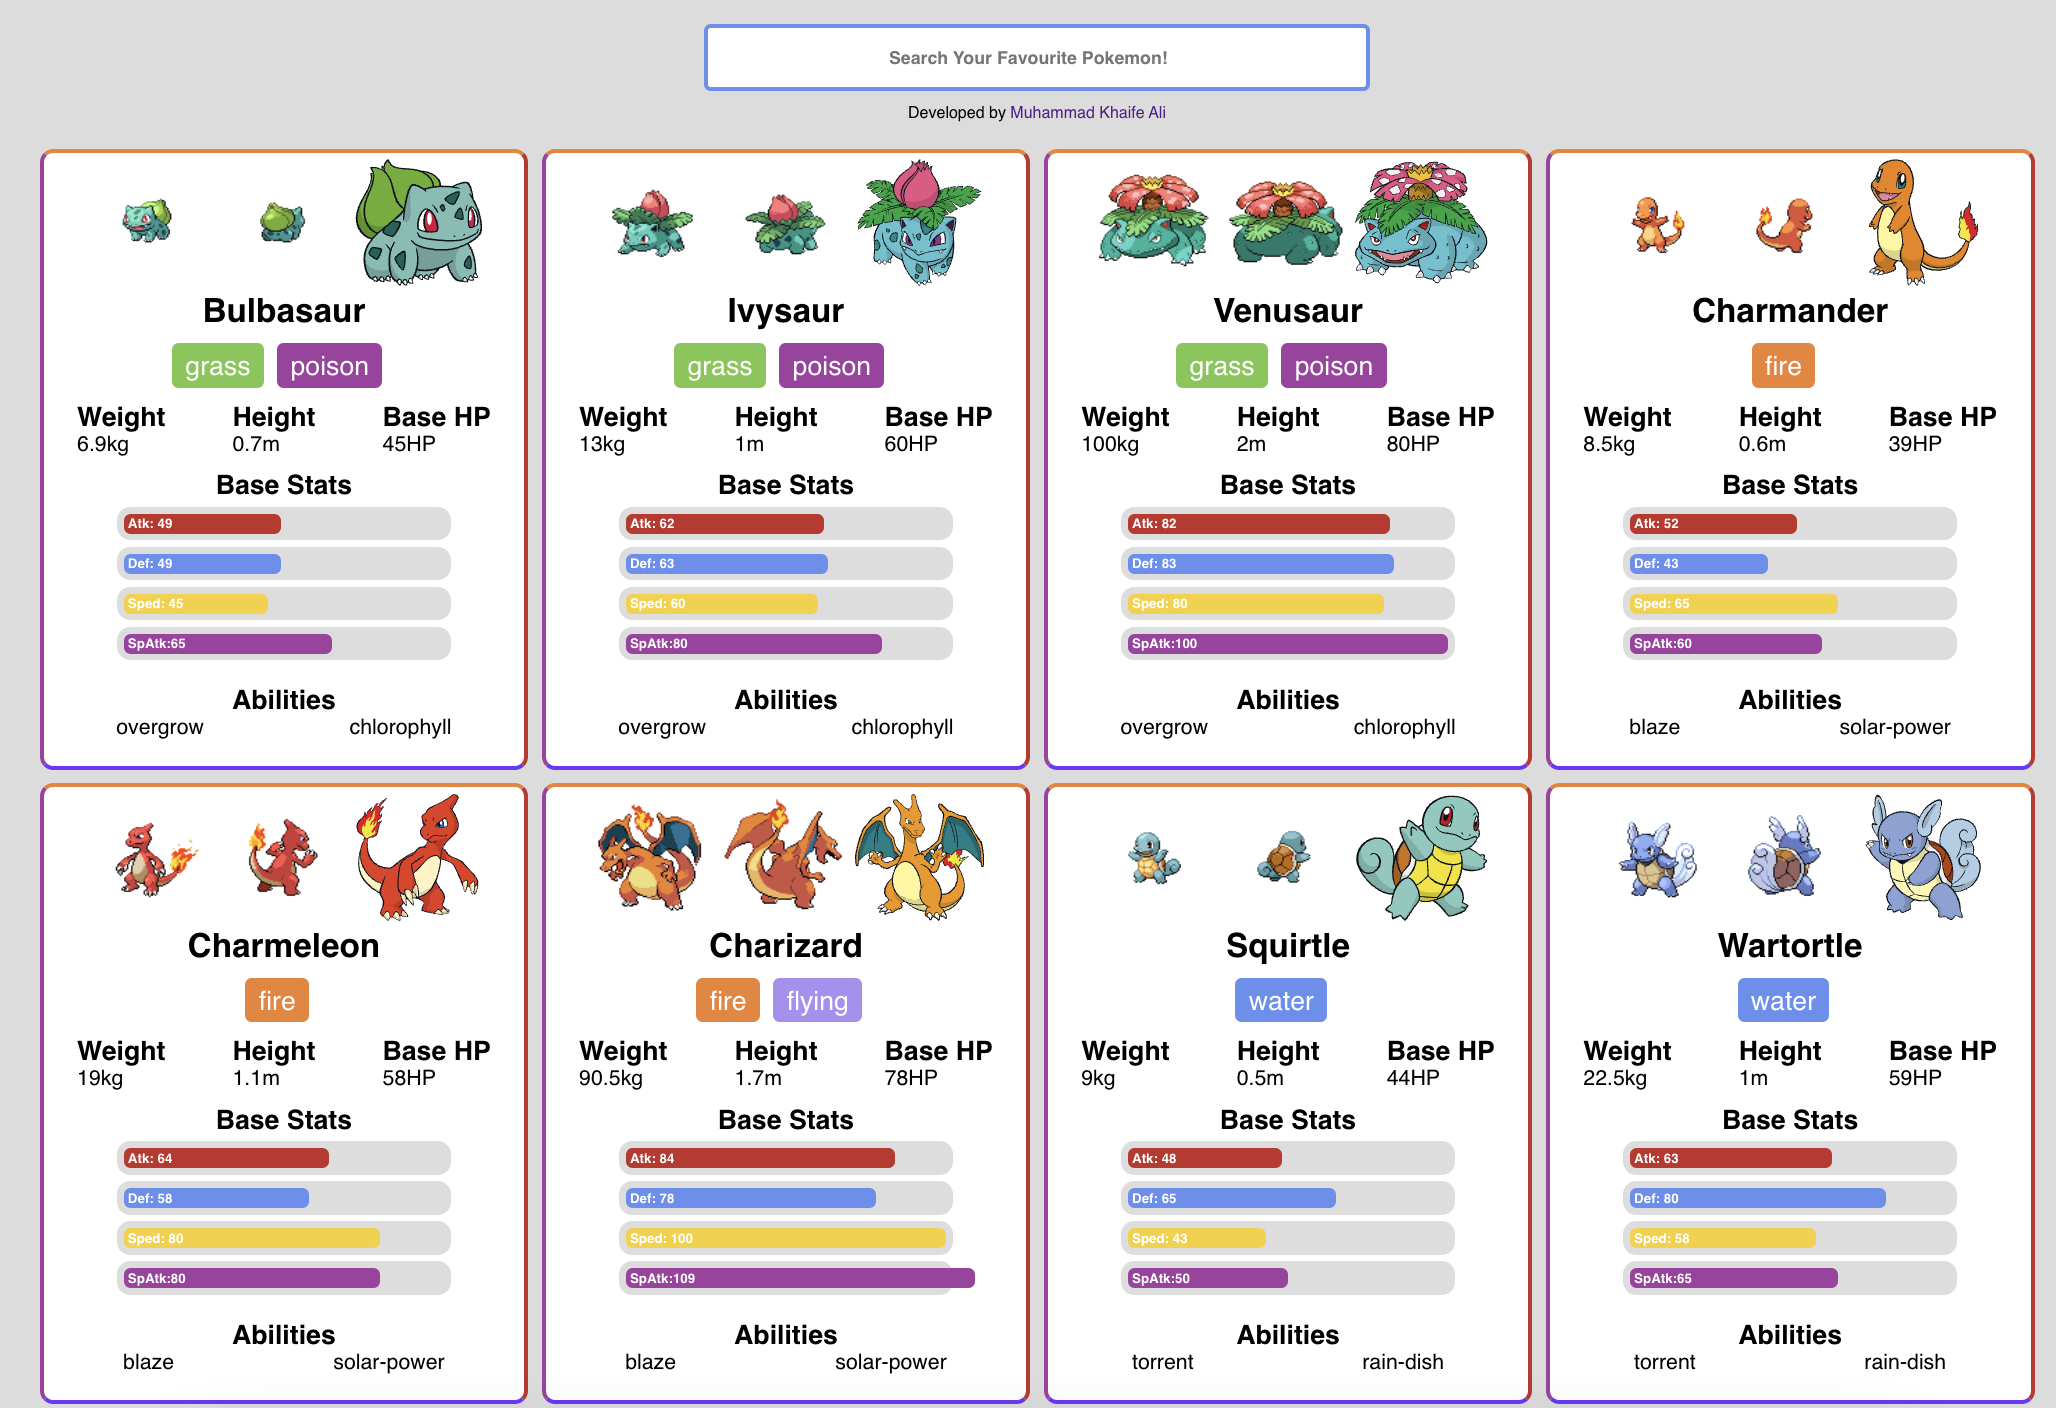 Search Your Favourite Pokemon!
Developed by Muhammad Khaife Ali
Bulbasaur
grass poison
Weight Height Base HP
6.9kg 0.7m 45HP
Base Stats
Atk: 49
Def: 49
Sped: 45
SpAtk:65
Abilities
overgrow chlorophyll
Ivysaur
grass poison
Weight Height Base HP
13kg 1m 60HP
Base Stats
Atk: 62
Def: 63
Sped: 60
SpAtk:80
Abilities
overgrow chlorophyll
Venusaur
grass poison
Weight Height Base HP
100kg 2m 80HP
Base Stats
Atk: 82
Def: 83
Sped: 80
SpAtk:100
Abilities
overgrow chlorophyll
Charmander
fire
Weight Height Base HP
8.5kg 0.6m 39HP
Base Stats
Atk: 52
Def: 43
Sped: 65
SpAtk:60
Abilities
blaze solar-power
Charmeleon
fire
Weight Height Base HP
19kg 1.1m 58HP
Base Stats
Atk: 64
Def: 58
Sped: 80
SpAtk:80
Abilities
blaze solar-power
Charizard
fire flying
Weight Height Base HP
90.5kg 1.7m 78HP
Base Stats
Atk: 84
Def: 78
Sped: 100
SpAtk:109
Abilities
blaze solar-power
Squirtle
water
Weight Height Base HP
9kg 0.5m 44HP
Base Stats
Atk: 48
Def: 65
Sped: 43
SpAtk:50
Abilities
torrent rain-dish
Wartortle
water
Weight Height Base HP
22.5kg 1m 59HP
Base Stats
Atk: 63
Def: 80
Sped: 58
SpAtk:65
Abilities
torrent rain-dish